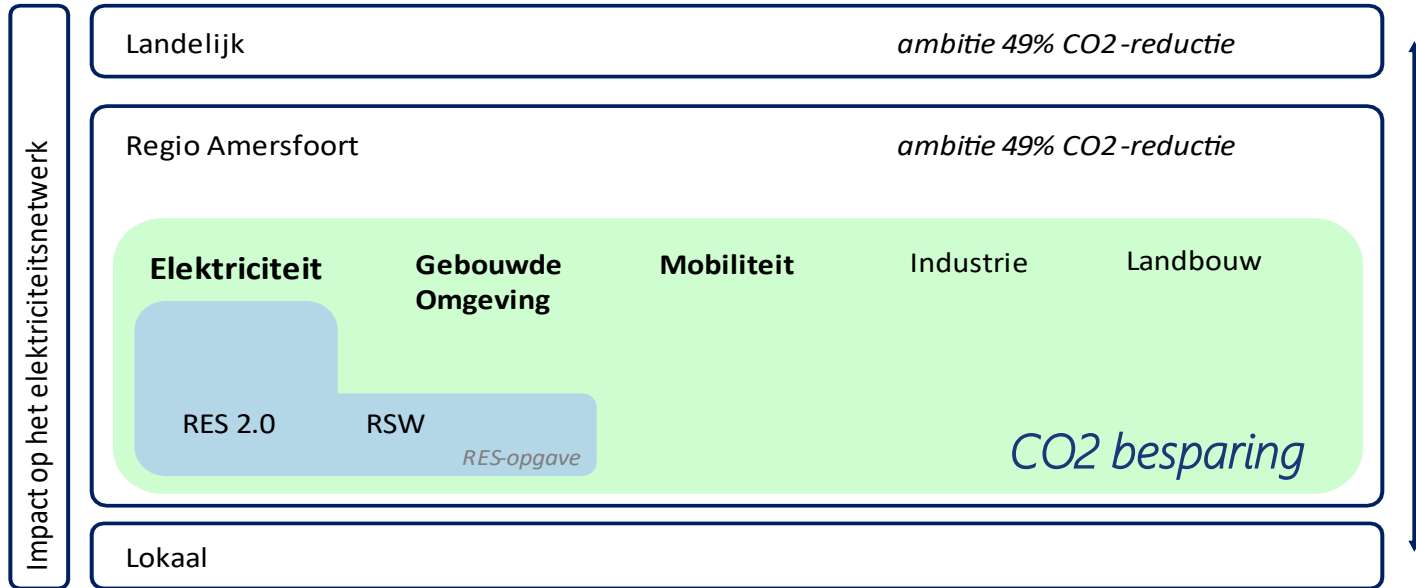 Impact op het elektriciteitsnetwerk
Landelijk
ambitie 49% CO2-reductie
Regio Amersfoort
ambitie 49% CO2-reductie
Elektriciteit
Gebouwde
Omgeving
Mobiliteit
Industrie
Landbouw
RES 2.0
RSW
RES-opgave
CO2 besparing
Lokaal